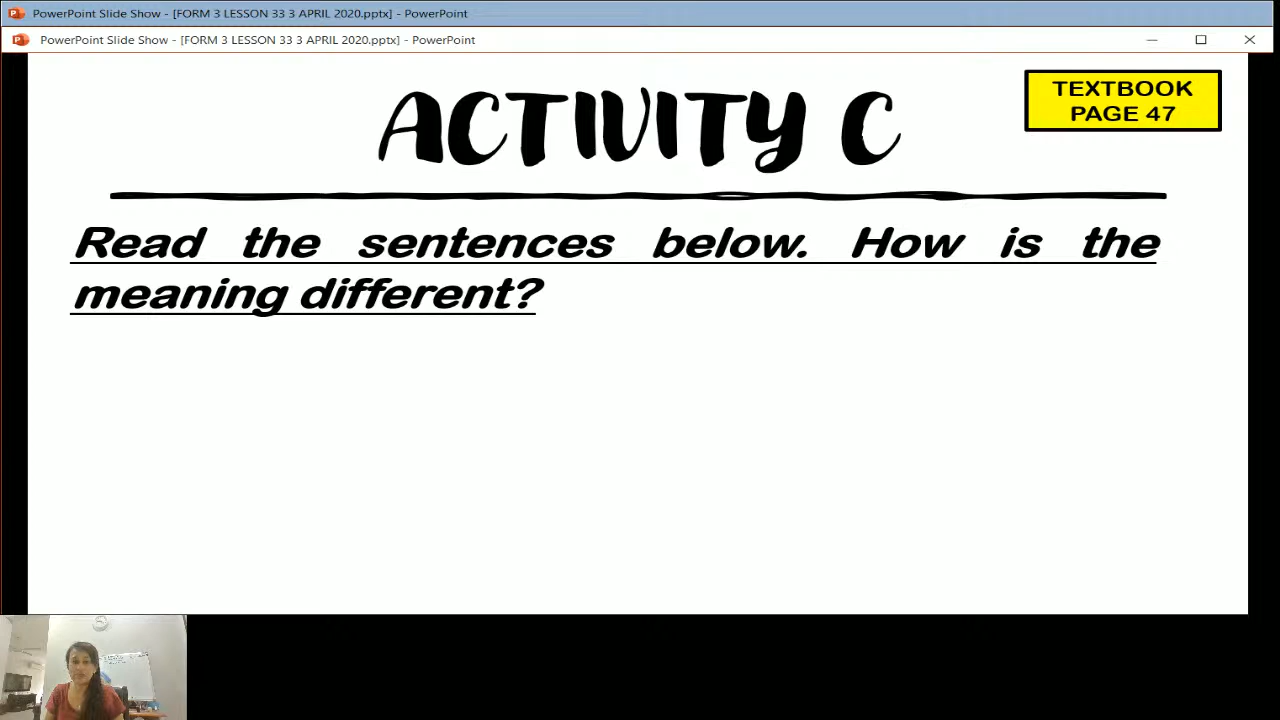 PowerPoint Slide Show - [FORM 3 LESSON 33 3 APRIL 2020.pptx] - PowerPoint
PowerPoint Slide Show - [FORM 3 LESSON 33 3 APRIL 2020.pptx] - PowerPoint
ACTIVITY C
TEXTBOOK
PAGE 47
Read the sentences below. How is the
meaning different?